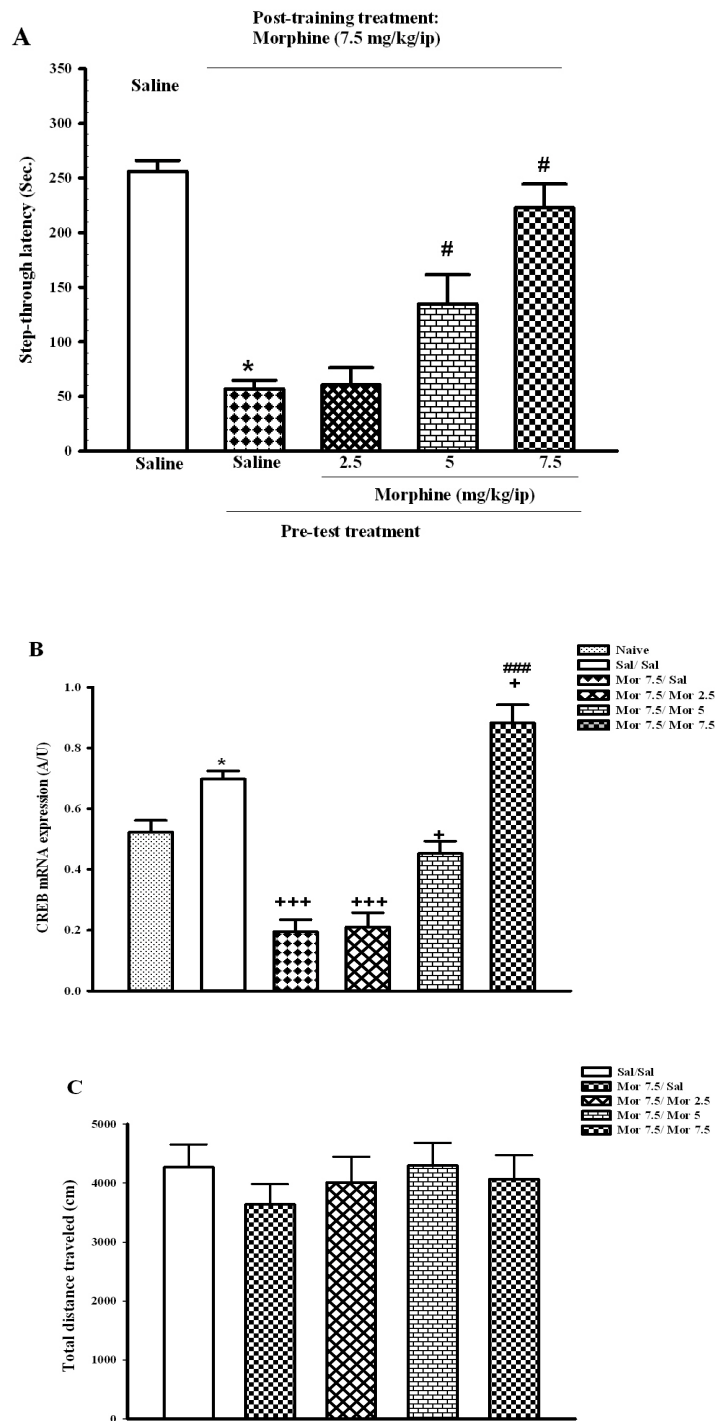 Post-training treatment:
Morphine (7.5 mg/kg/ip)
A
350
Saline
300
#
250
#
200
150
*
100
50
0
Step-through latency (Sec.)
Saline Saline 2.5 5 7.5
Morphine (mg/kg/ip)
Pre-test treatment
B
Naive
Sal/ Sal
Mor 7.5/ Sal
Mor 7.5/ Mor 2.5
Mor 7.5/ Mor 5
Mor 7.5/ Mor 7.5
###
+
1.0
*
0.8
+
0.6
0.4
+++ +++
0.2
0.0
CREB mRNA expression (A/U)
C
Sal/Sal
Mor 7.5/ Sal
Mor 7.5/ Mor 2.5
Mor 7.5/ Mor 5
Mor 7.5/ Mor 7.5
5000
4000
3000
2000
1000
0
Total distance traveled (cm)